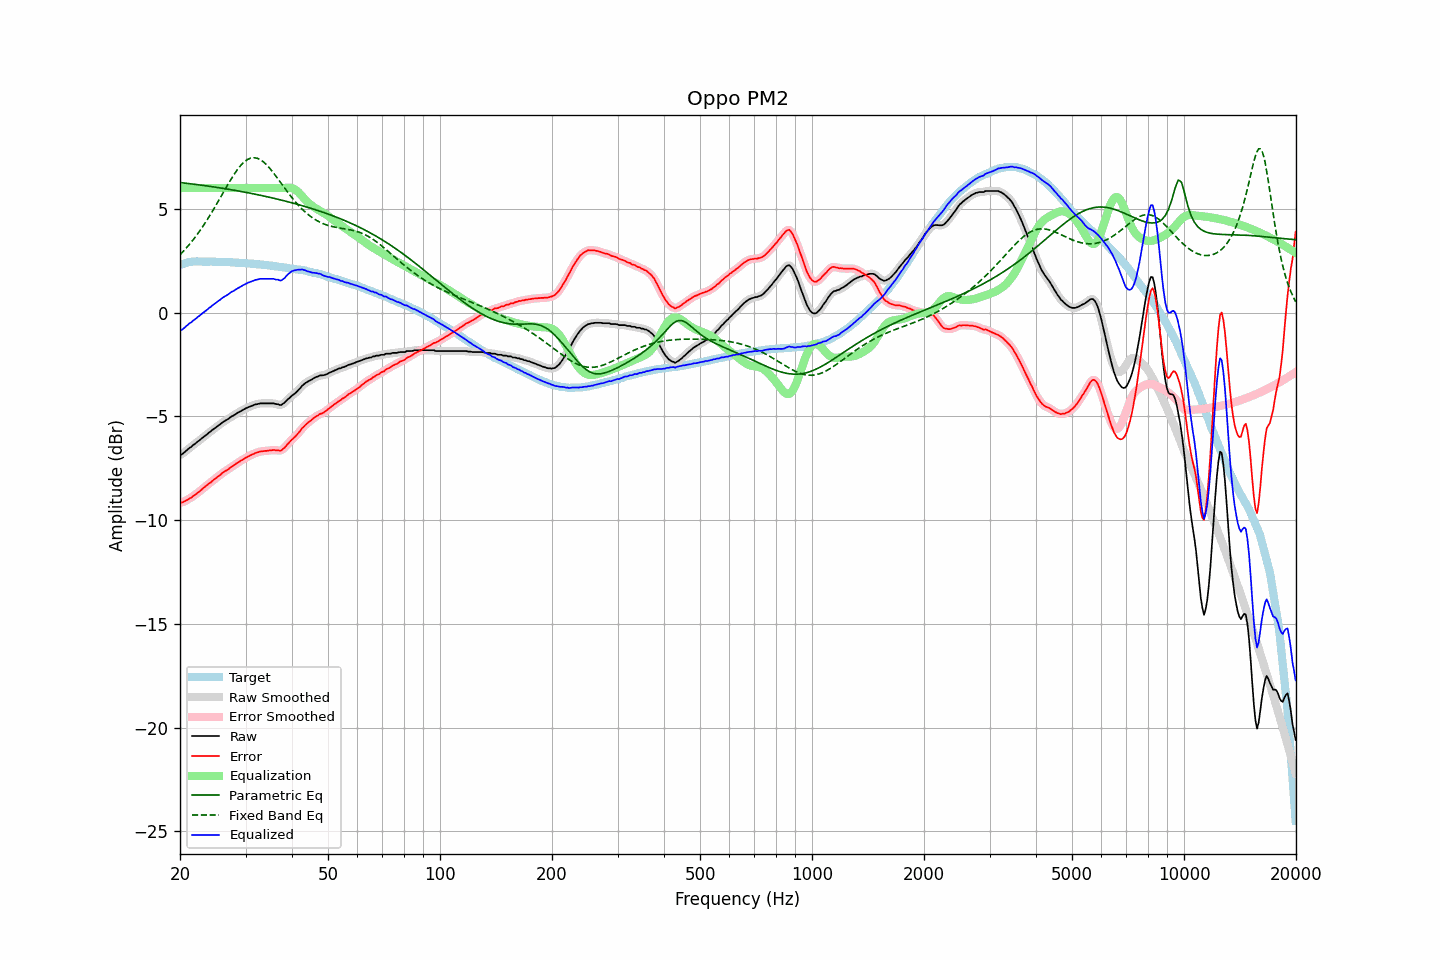 Oppo PM2
Amplitude (dBr)
5
0
−5
−10
−15
−20
−25
Target
Raw Smoothed
Error Smoothed
Raw
Error
Equalization
Parametric Eq
Fixed Band Eq
Equalized
20 50 100 200 500 1000 2000 5000 10000 20000
Frequency (Hz)